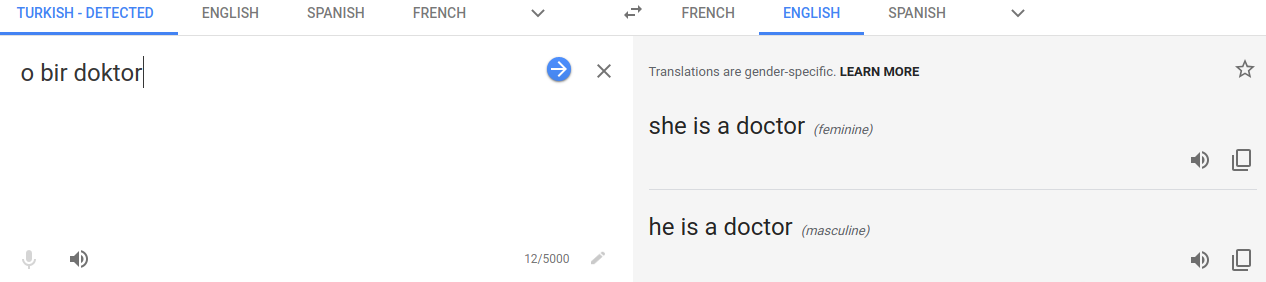 TURKISH - DETECTED ENGLISH SPANISH FRENCH
FRENCH ENGLISH SPANISH
o bir doktor
12/5000
Translations are gender-specific. LEARN MORE
she is a doctor (feminine)
he is a doctor (masculine)